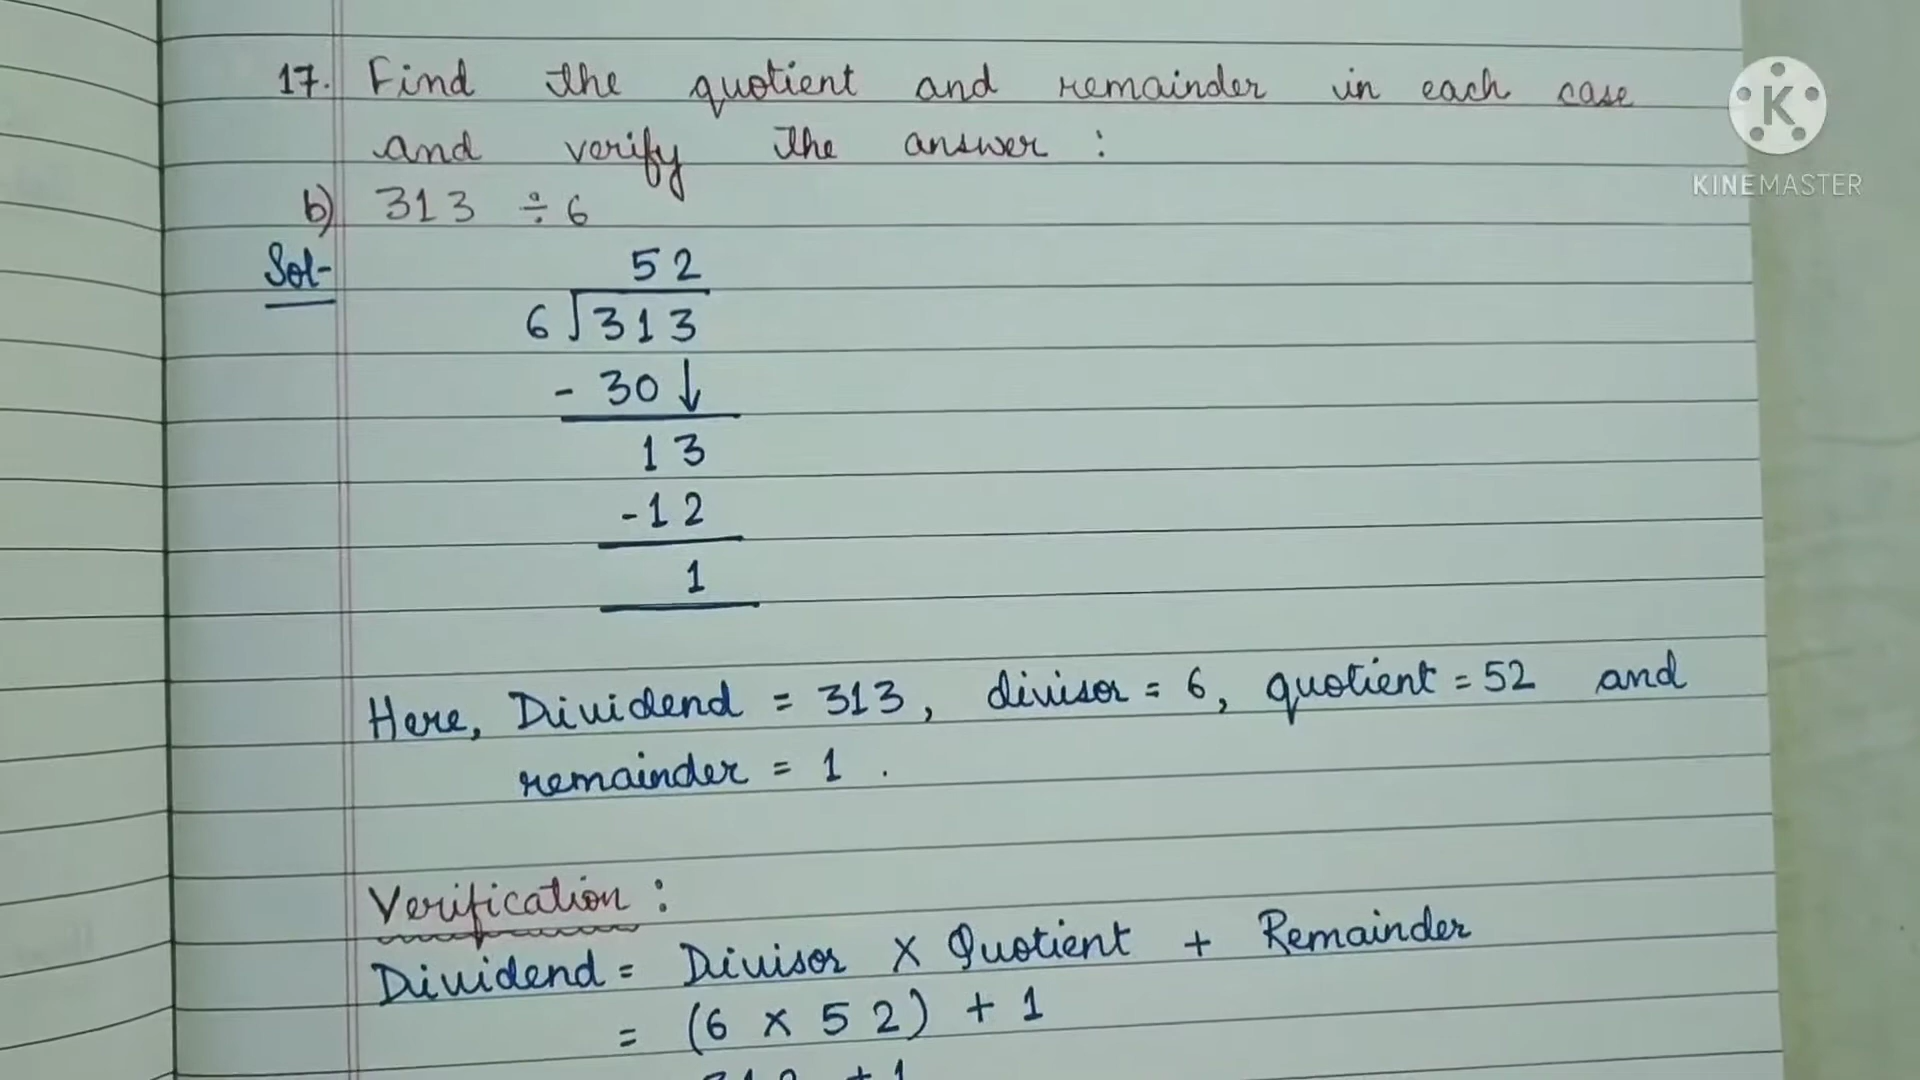 17. Find the quotient and remainder in each case
and verify the answer :
b) 313 ÷ 6
Sol-
52
6 313
- 30 ↓
13
-12
1
Here, Dividend = 313, divisor = 6, quotient = 52 and
remainder = 1 .
Verification :
Dividend = Divisor X Quotient + Remainder
= (6 x 52) + 1
312 + 1
K
KINEMASTER